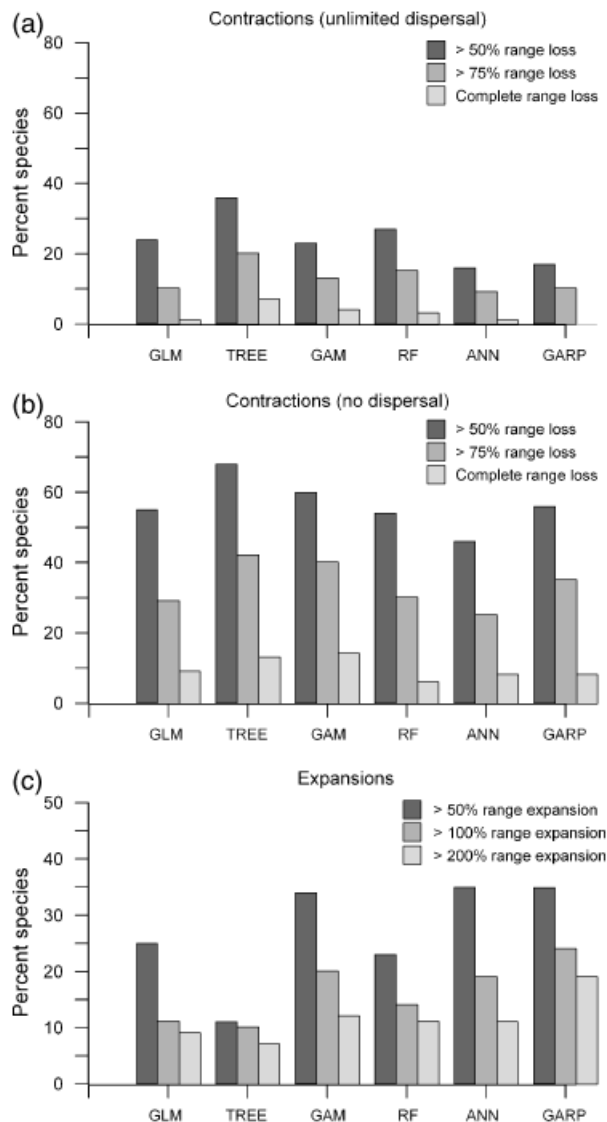 (a)
Contractions (unlimited dispersal)
80
60
40
20
0
Percent species
> 50% range loss
> 75% range loss
Complete range loss
GLM TREE GAM RF ANN GARP
(b)
Contractions (no dispersal)
80
60
40
20
0
Percent species
> 50% range loss
> 75% range loss
Complete range loss
GLM TREE GAM RF ANN GARP
(c)
Expansions
50
40
30
20
10
0
Percent species
> 50% range expansion
> 100% range expansion
> 200% range expansion
GLM TREE GAM RF ANN GARP